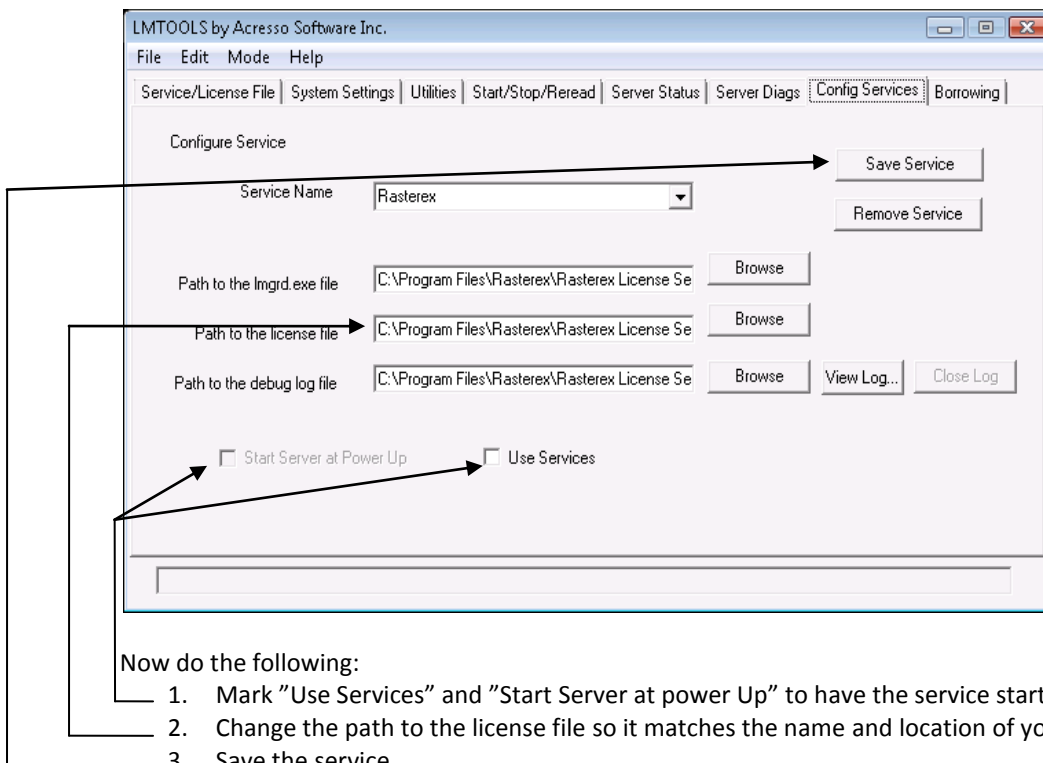 LMTOOLS by Acresso Software Inc.
File Edit Mode Help
Service/License File System Settings Utilities Start/Stop/Reread Server Status Server Diags Config Services Borrowing
Configure Service
Save Service
Service Name Rasterex
Remove Service
Path to the lmgrd.exe file C:\Program Files\Rasterex\Rasterex License Se Browse
Path to the license file C:\Program Files\Rasterex\Rasterex License Se Browse
Path to the debug log file C:\Program Files\Rasterex\Rasterex License Se Browse View Log... Close Log
Start Server at Power Up Use Services
Now do the following:
1. Mark ”Use Services” and ”Start Server at power Up” to have the service start
2. Change the path to the license file so it matches the name and location of yo
3. Save the service